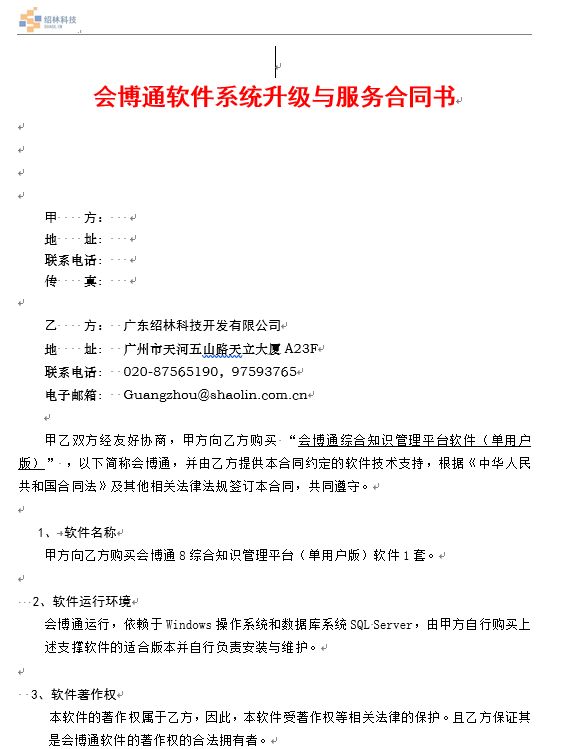 绍林科技
SHAOLIN
会博通软件系统升级与服务合同书
甲 方：
地 址：
联系电话：
传 真：
乙 方： 广东绍林科技开发有限公司
地 址： 广州市天河五山路天立大厦 A23F
联系电话： 020-87565190，97593765
电子邮箱： Guangzhou@shaolin.com.cn
甲乙双方经友好协商，甲方向乙方购买 “会博通综合知识管理平台软件（单用户
版）”，以下简称会博通，并由乙方提供本合同约定的软件技术支持，根据《中华人民
共和国合同法》及其他相关法律法规签订本合同，共同遵守。
1、 软件名称
甲方向乙方购买会博通 8 综合知识管理平台（单用户版）软件 1 套。
2、软件运行环境
会博通运行，依赖于 Windows 操作系统和数据库系统 SQL Server，由甲方自行购买上
述支撑软件的适合版本并自行负责安装与维护。
3、软件著作权
本软件的著作权属于乙方，因此，本软件受著作权等相关法律的保护。且乙方保证其
是会博通软件的著作权的合法拥有者。